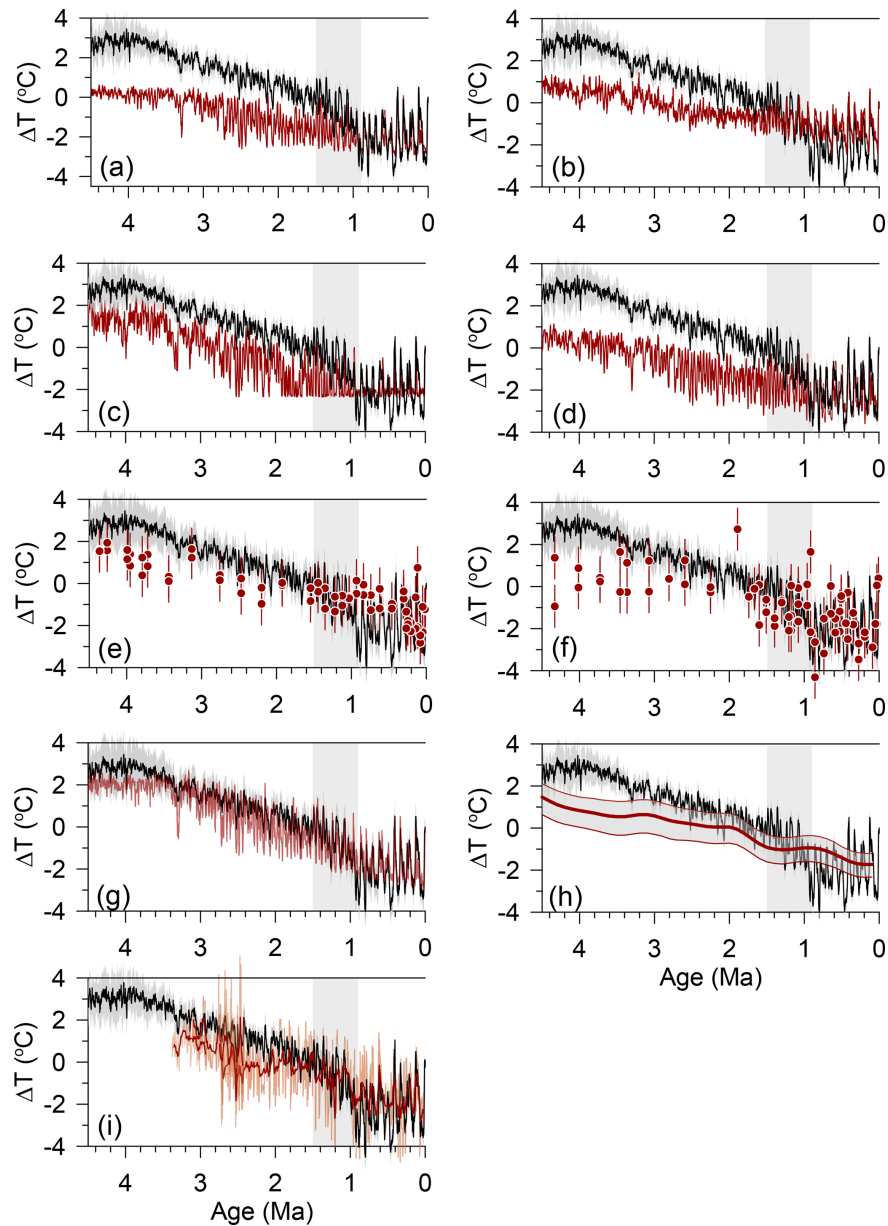 4 4
2 2
0 0
-2 -2
-4 -4
ΔT (°C) ΔT (°C)
(a) (b)
4 3 2 1 0 4 3 2 1 0
4 4
2 2
0 0
-2 -2
-4 -4
ΔT (°C) ΔT (°C)
(c) (d)
4 3 2 1 0 4 3 2 1 0
4 4
2 2
0 0
-2 -2
-4 -4
ΔT (°C) ΔT (°C)
(e) (f)
4 3 2 1 0 4 3 2 1 0
4 4
2 2
0 0
-2 -2
-4 -4
ΔT (°C) ΔT (°C)
(g) (h)
4 3 2 1 0 4 3 2 1 0
Age (Ma)
4
2
0
-2
-4
ΔT (°C)
(i)
4 3 2 1 0
Age (Ma)